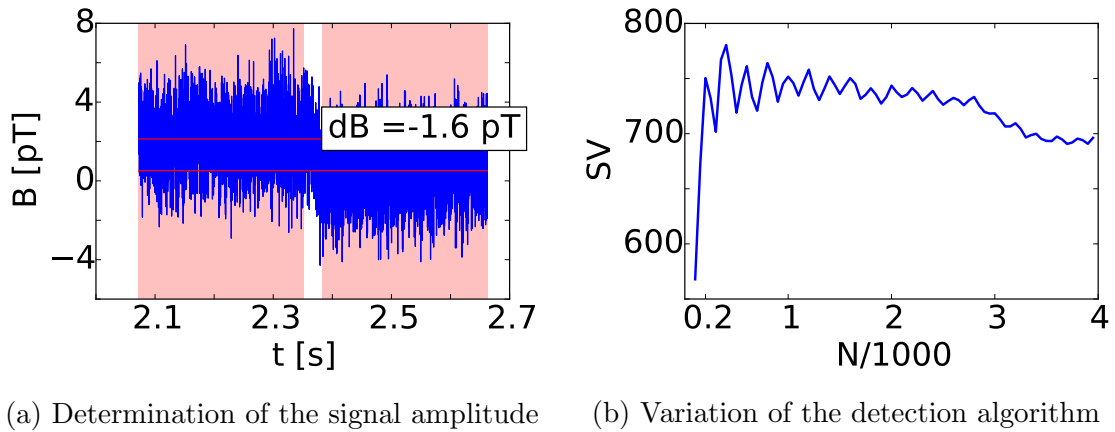 8
4
0
−4
B [pT]
dB =-1.6 pT
2.1 2.3 2.5 2.7
t [s]
800
700
600
SV
0.2 1 2 3 4
N/1000
(a) Determination of the signal amplitude
(b) Variation of the detection algorithm